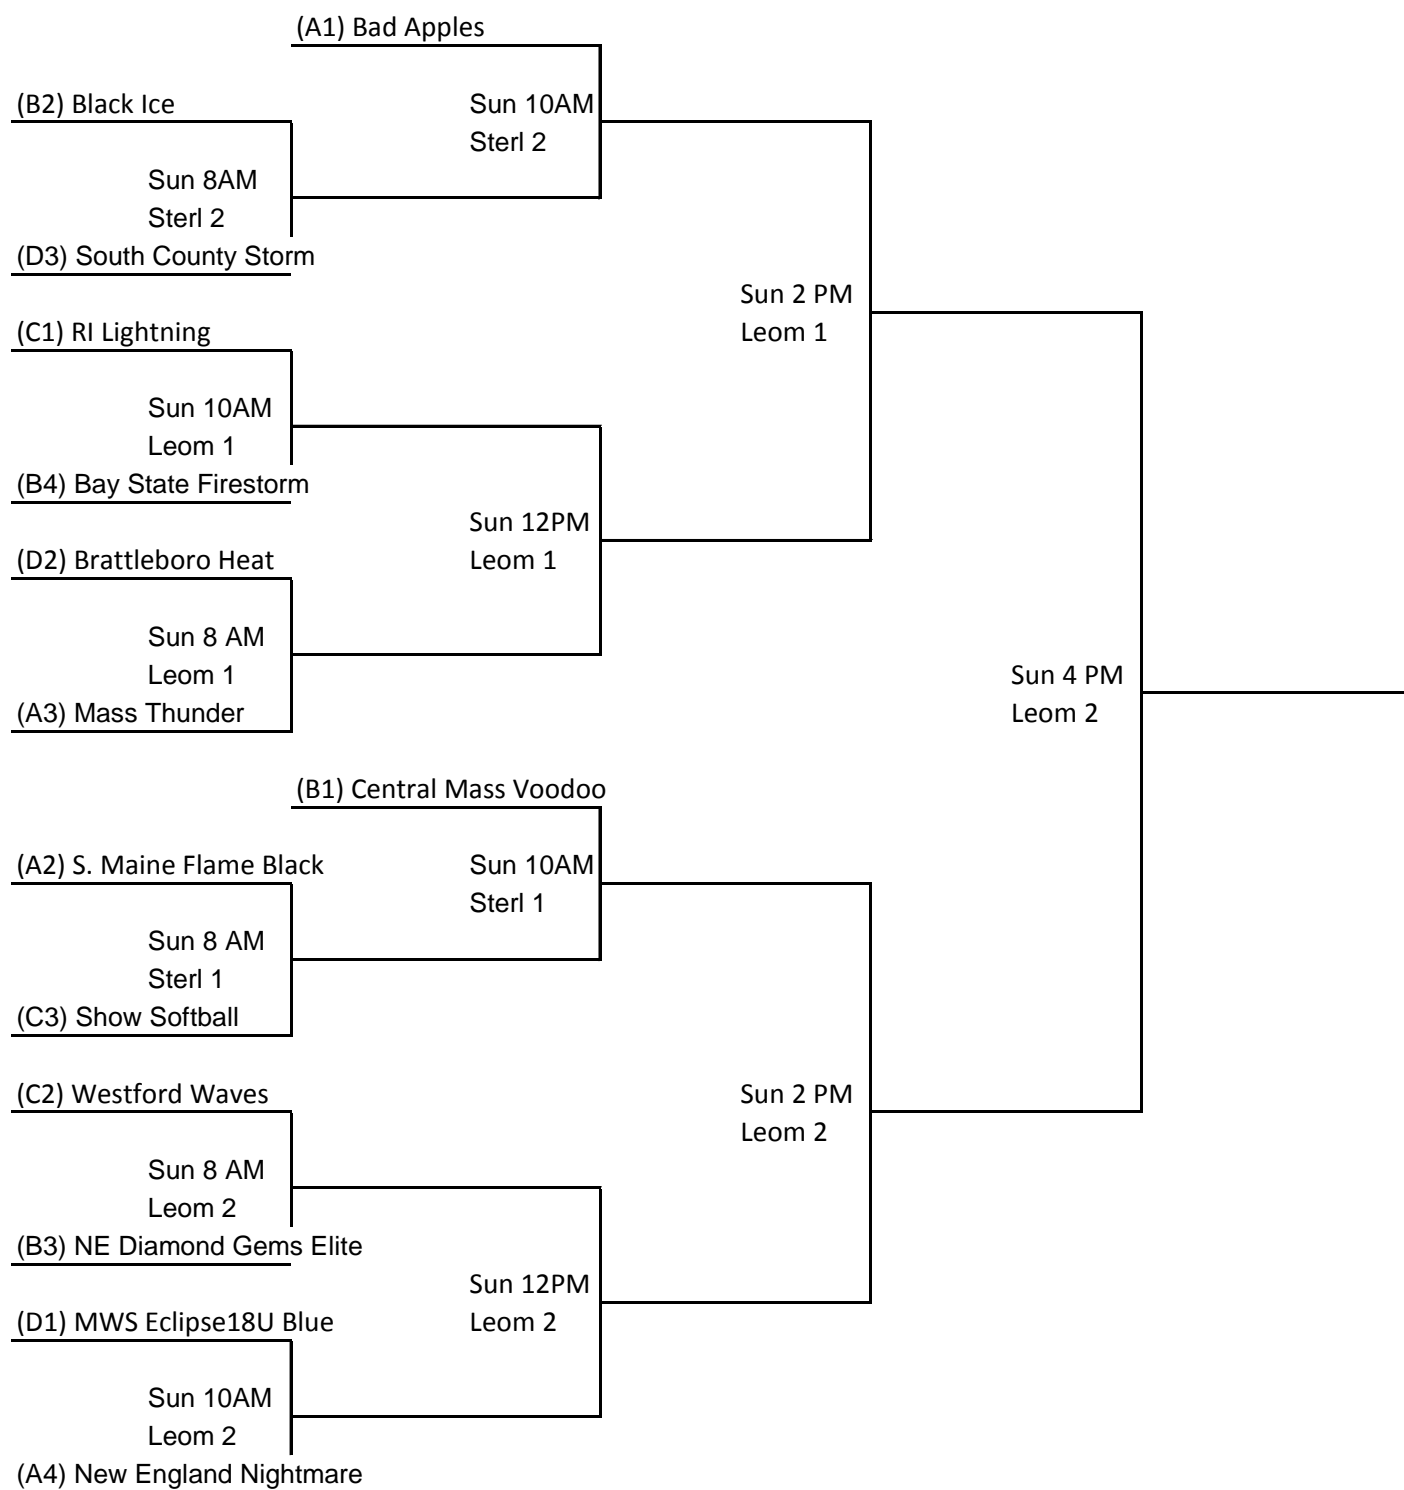 (A1) Bad Apples
(B2) Black Ice
Sun 10AM
Sterl 2
Sun 8AM
Sterl 2
(D3) South County Storm
Sun 2 PM
Leom 1
(C1) RI Lightning
Sun 10AM
Leom 1
(B4) Bay State Firestorm
Sun 12PM
Leom 1
(D2) Brattleboro Heat
Sun 8 AM
Leom 1
(A3) Mass Thunder
Sun 4 PM
Leom 2
(B1) Central Mass Voodoo
(A2) S. Maine Flame Black
Sun 10AM
Sterl 1
Sun 8 AM
Sterl 1
(C3) Show Softball
(C2) Westford Waves
Sun 2 PM
Leom 2
Sun 8 AM
Leom 2
(B3) NE Diamond Gems Elite
Sun 12PM
Leom 2
(D1) MWS Eclipse18U Blue
Sun 10AM
Leom 2
(A4) New England Nightmare